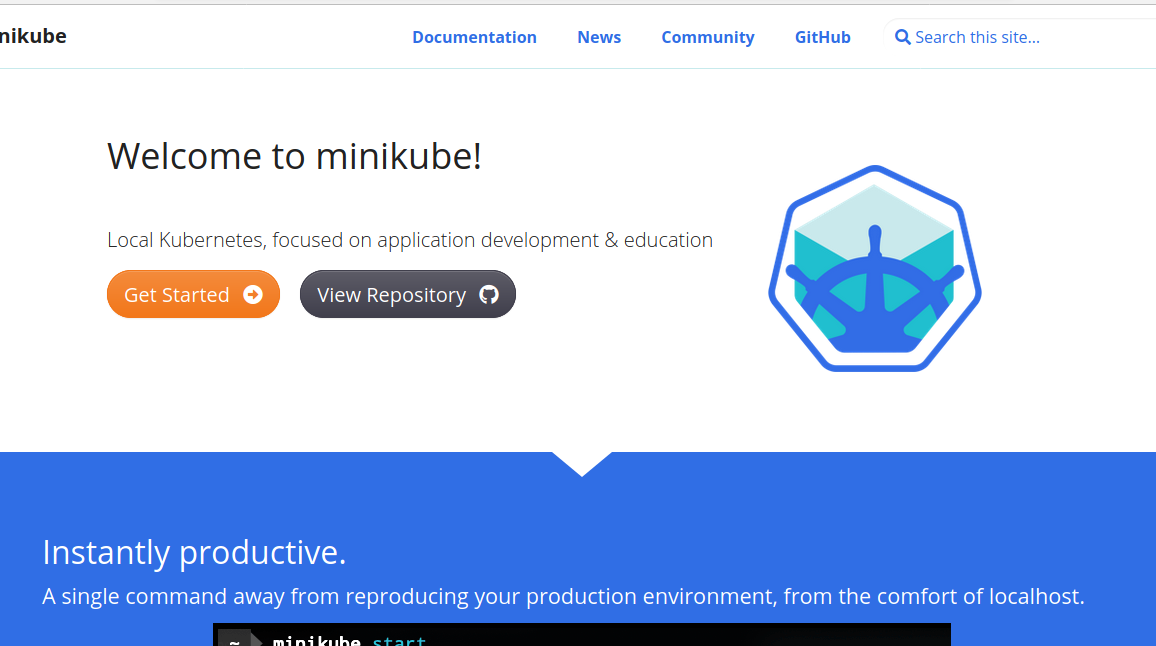 nikube
Documentation News Community GitHub Search this site...
Welcome to minikube!
Local Kubernetes, focused on application development & education
Get Started View Repository
Instantly productive.
A single command away from reproducing your production environment, from the comfort of localhost.
~ minikube start